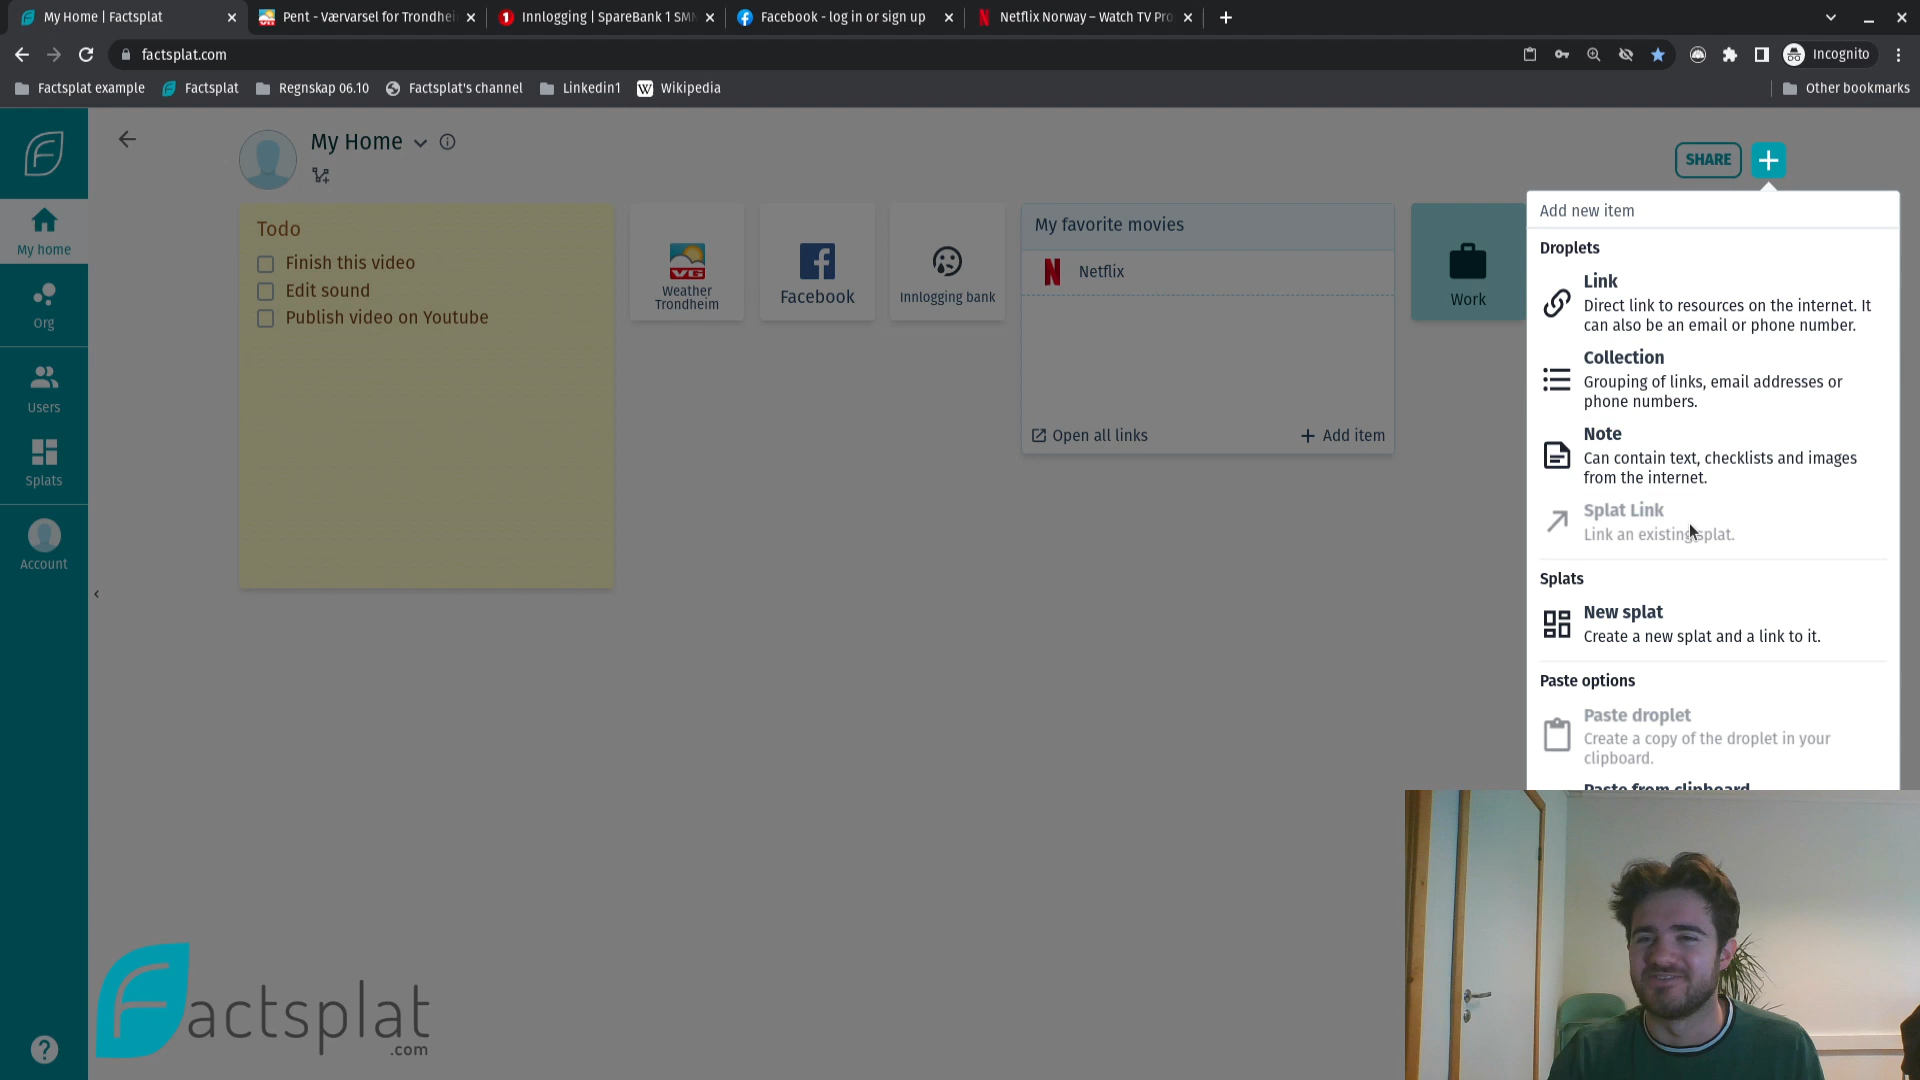 My Home | Factsplat
Pent - Værvarsel for Trondhei
Innlogging | SpareBank 1 SMN
Facebook - log in or sign up
Netflix Norway – Watch TV Pro
factsplat.com
Incognito
Factsplat example
Factsplat
Regnskap 06.10
Factsplat's channel
Linkedin1
W Wikipedia
Other bookmarks
My Home
SHARE
My home
Org
Users
Splats
Account
Todo
Finish this video
Edit sound
Publish video on Youtube
VG
Weather
Trondheim
Facebook
Innlogging bank
My favorite movies
Netflix
Open all links
Add item
Work
Add new item
Droplets
Link
Direct link to resources on the internet. It
can also be an email or phone number.
Collection
Grouping of links, email addresses or
phone numbers.
Note
Can contain text, checklists and images
from the internet.
Splat Link
Link an existing splat.
Splats
New splat
Create a new splat and a link to it.
Paste options
Paste droplet
Create a copy of the droplet in your
clipboard.
Paste from clipboard
Factsplat
.com